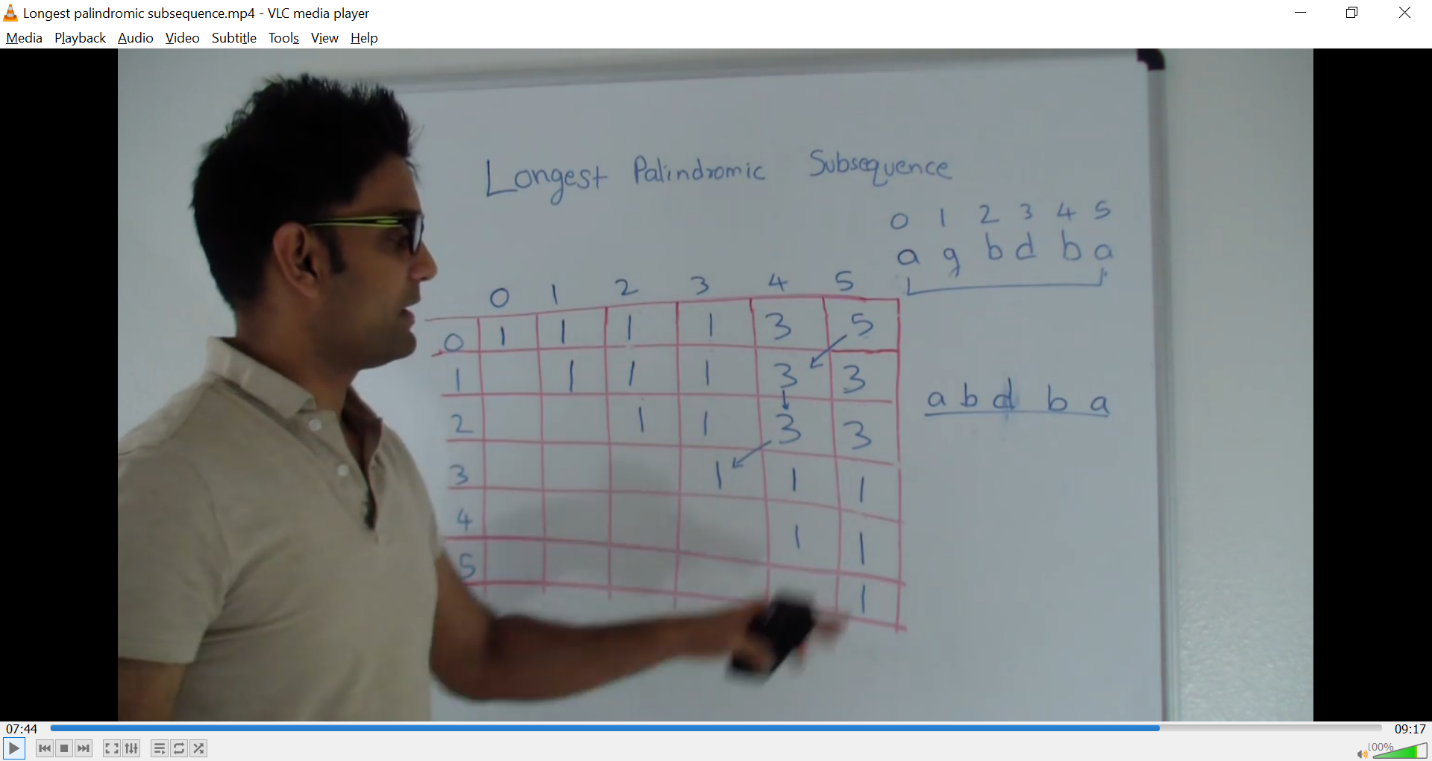 Longest palindromic subsequence.mp4 - VLC media player
Media Playback Audio Video Subtitle Tools View Help
Longest Palindromic Subsequence
0 1 2 3 4 5
a g b d b a
0 1 2 3 4 5
0 1 1 1 1 3 5
1 1 1 1 3 3
2 1 1 3 3
3 1 1 1
4 1 1
5 1
a b d b a
07:44 09:17
100%